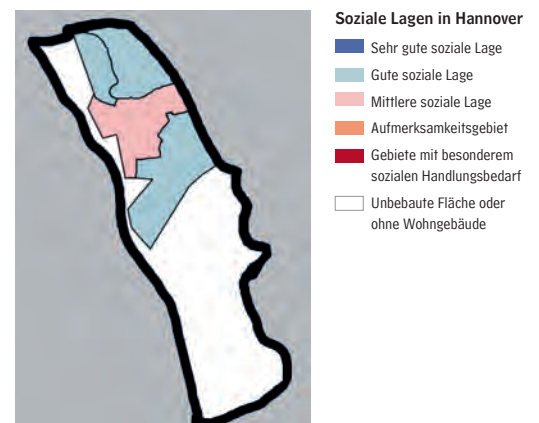 Soziale Lagen in Hannover
Sehr gute soziale Lage
Gute soziale Lage
Mittlere soziale Lage
Aufmerksamkeitsgebiet
Gebiete mit besonderem
sozialen Handlungsbedarf
Unbebaute Fläche oder
ohne Wohngebäude